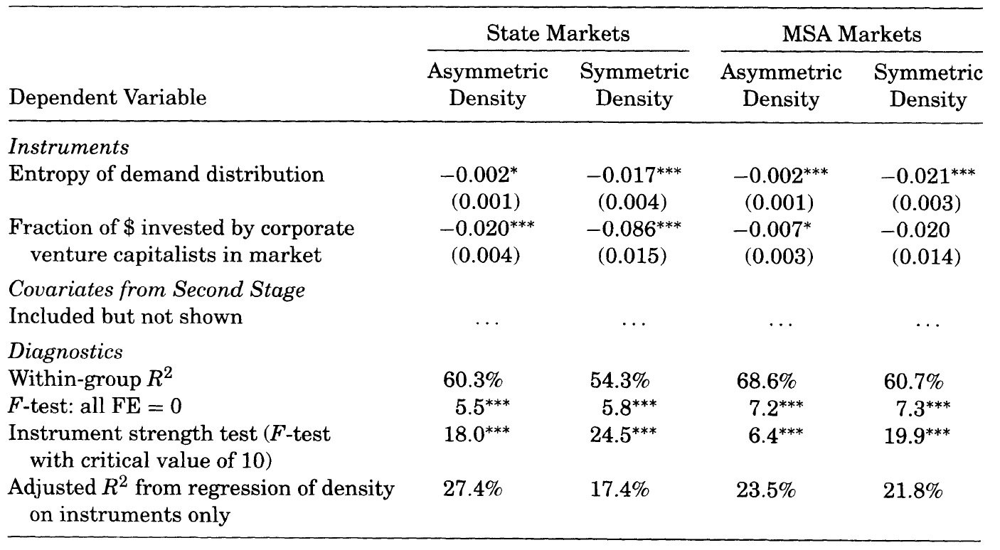 State Markets MSA Markets
Asymmetric Symmetric Asymmetric Symmetric
Dependent Variable Density Density Density Density
Instruments
Entropy of demand distribution −0.002* −0.017*** −0.002*** −0.021***
(0.001) (0.004) (0.001) (0.003)
Fraction of $ invested by corporate −0.020*** −0.086*** −0.007* −0.020
venture capitalists in market (0.004) (0.015) (0.003) (0.014)
Covariates from Second Stage
Included but not shown ... ... ... ...
Diagnostics
Within-group R² 60.3% 54.3% 68.6% 60.7%
F-test: all FE = 0 5.5*** 5.8*** 7.2*** 7.3***
Instrument strength test (F-test 18.0*** 24.5*** 6.4*** 19.9***
with critical value of 10)
Adjusted R² from regression of density 27.4% 17.4% 23.5% 21.8%
on instruments only